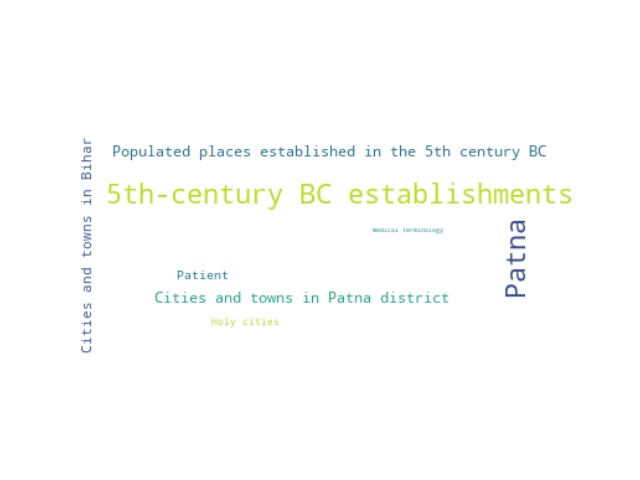 Cities and towns in Bihar
Populated places established in the 5th century BC
5th-century BC establishments
Medical terminology
Patna
Patient
Cities and towns in Patna district
Holy cities